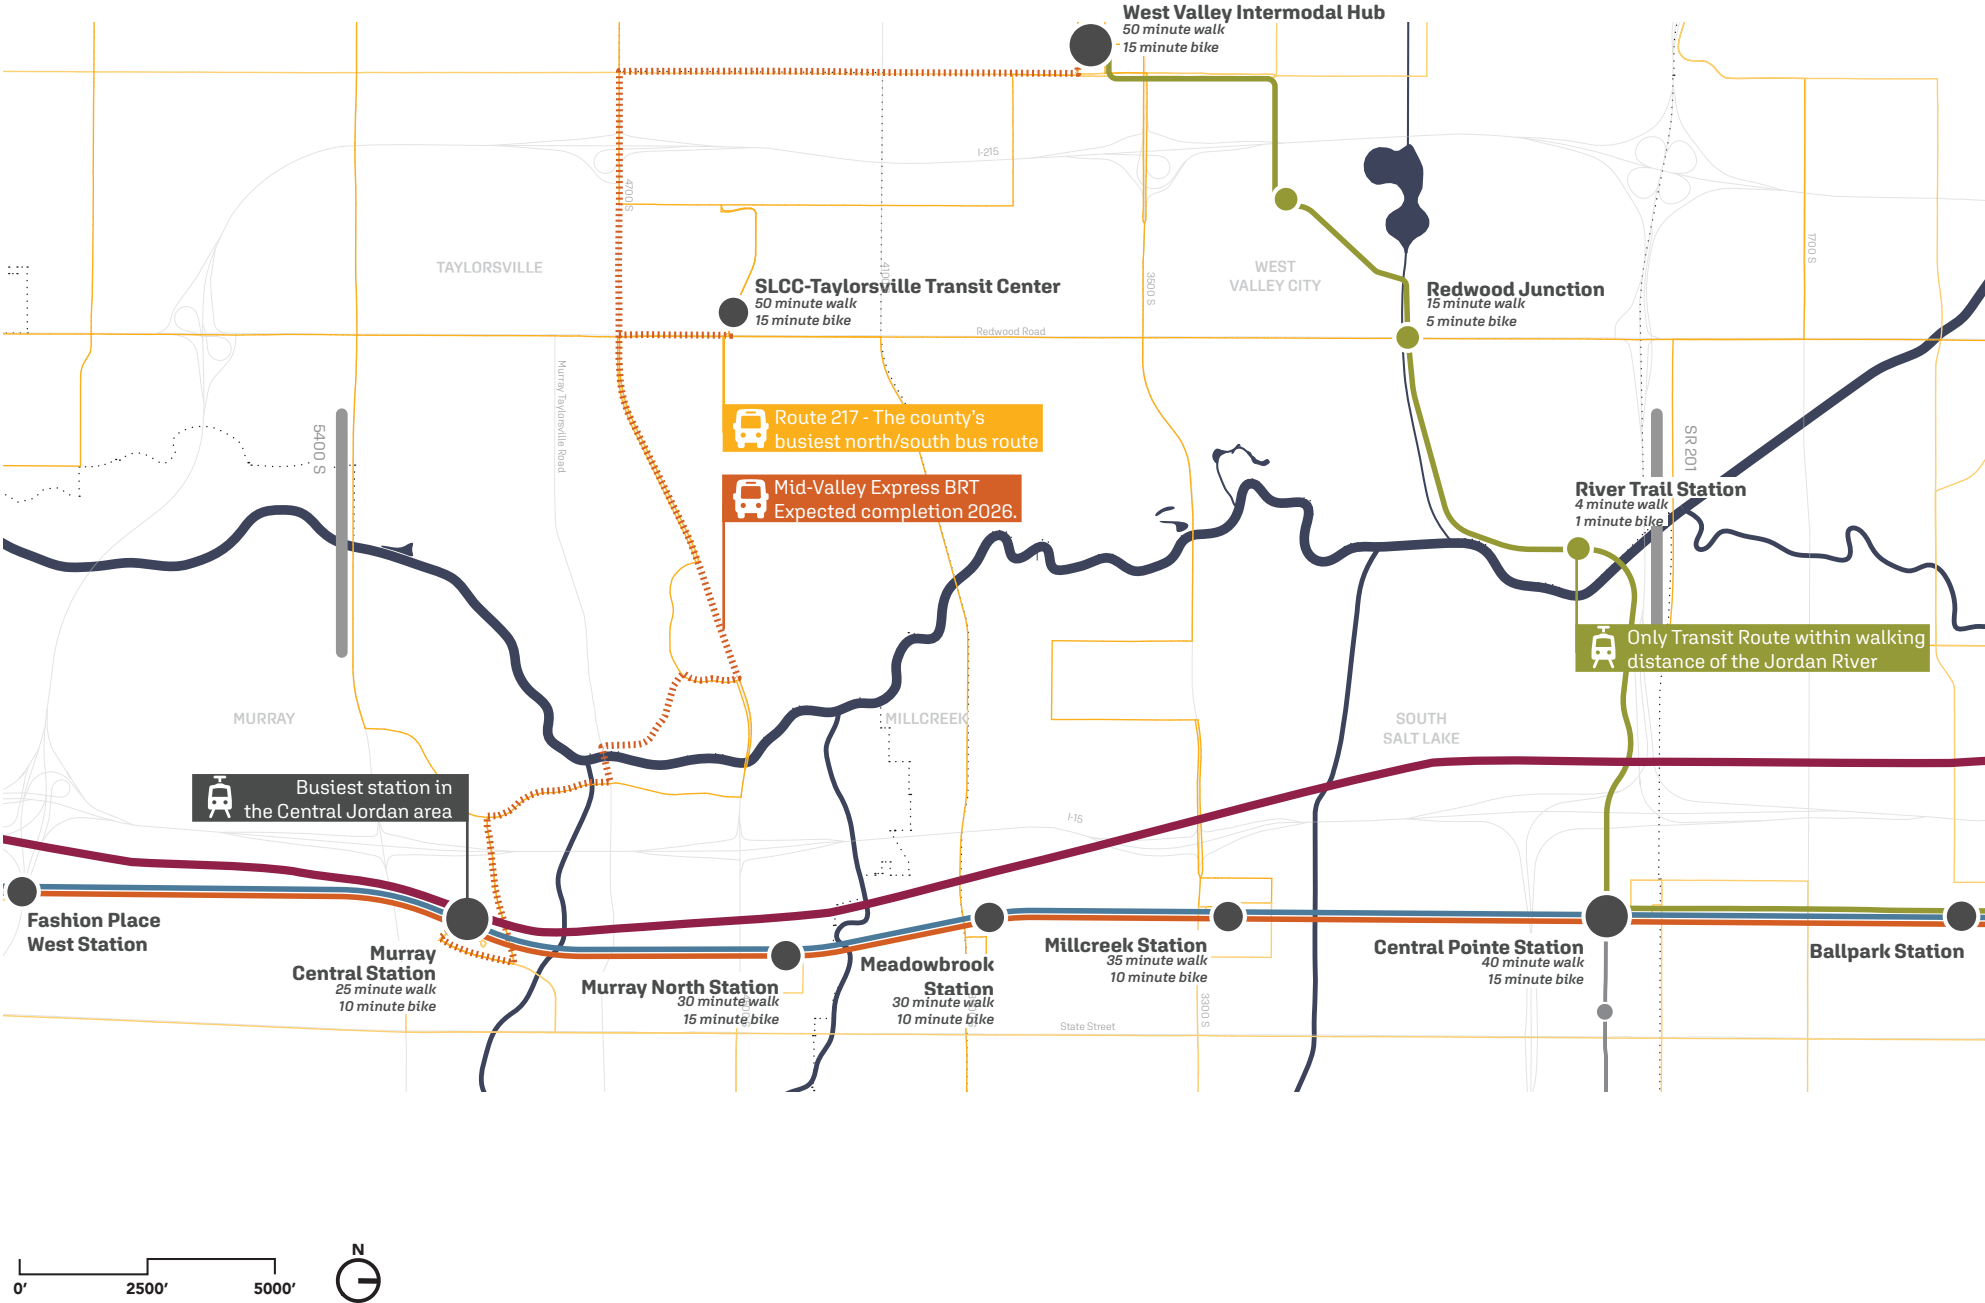 West Valley Intermodal Hub
50 minute walk
15 minute bike
I-215
4700 S
TAYLORSVILLE
1700 S
3500 S
WEST
VALLEY CITY
SLCC-Taylorsville Transit Center
50 minute walk
15 minute bike
Redwood Junction
15 minute walk
5 minute bike
Redwood Road
Murray Taylorsville Road
5400 S
Route 217 - The county's
busiest north/south bus route
SR 201
Mid-Valley Express BRT
Expected completion 2026.
River Trail Station
4 minute walk
1 minute bike
Only Transit Route within walking
distance of the Jordan River
MURRAY
MILLCREEK
SOUTH
SALT LAKE
Busiest station in
the Central Jordan area
I-15
Fashion Place
West Station
Murray
Central Station
25 minute walk
10 minute bike
Murray North Station
30 minute walk
15 minute bike
Meadowbrook
Station
30 minute walk
10 minute bike
Millcreek Station
35 minute walk
10 minute bike
3300 S
Central Pointe Station
40 minute walk
15 minute bike
Ballpark Station
State Street
N
0' 2500' 5000'